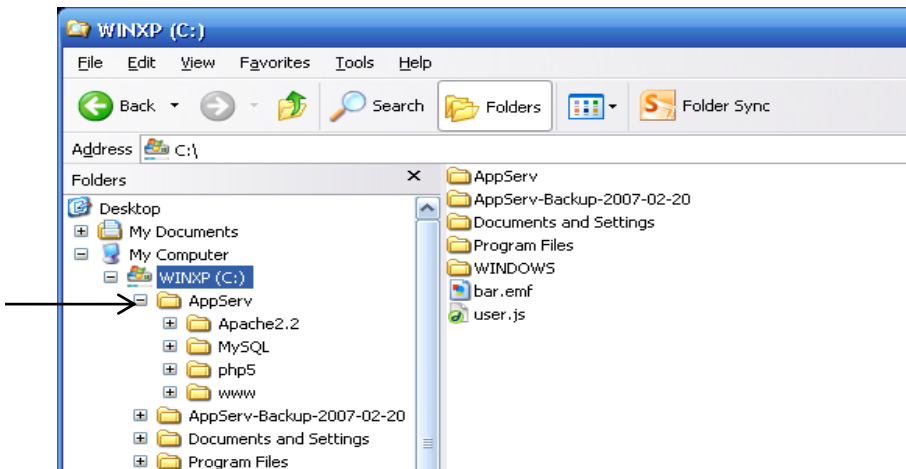 WINXP (C:)
File Edit View Favorites Tools Help
Back Search Folders Folder Sync
Address C:\
Folders
Desktop
My Documents
My Computer
WINXP (C:)
AppServ
Apache2.2
MySQL
php5
www
AppServ-Backup-2007-02-20
Documents and Settings
Program Files
AppServ
AppServ-Backup-2007-02-20
Documents and Settings
Program Files
WINDOWS
bar.emf
user.js